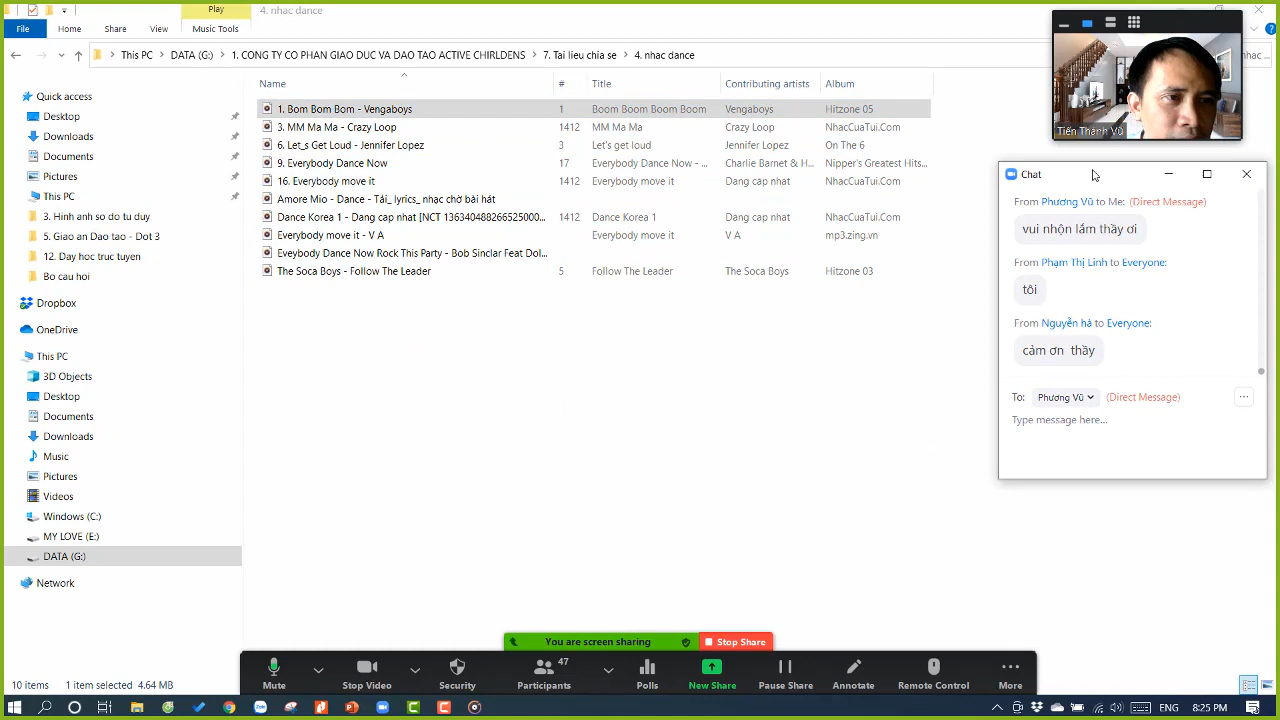 Play
4. nhac dance
File
Home
Share
View
Music Tools
This PC
DATA (G:)
1. CONG TY CO PHAN GIAO DUC VA DAO TAO ACTIVE CHIRLDENS
7. Tai lieu chia se
4. nhac dance
Name
#
Title
Contributing artists
Album
Quick access
Desktop
Downloads
Documents
Pictures
This PC
3. Hinh anh so do tu duy
5. Giao an Dao tao - Dot 3
12. Day hoc truc tuyen
Bo cau hoi
Dropbox
OneDrive
This PC
3D Objects
Desktop
Documents
Downloads
Music
Pictures
Videos
Windows (C:)
MY LOVE (E:)
DATA (G:)
Network
1. Bom Bom Bom - Vengaboys 1 Boom Boom Boom Boom Vengaboys Hitzone 05
3. MM Ma Ma - Crazy Loop 1412 MM Ma Ma Crazy Loop NhacCuaTui.Com
6. Let_s Get Loud - Jennifer Lopez 3 Let's get loud Jennifer Lopez On The 6
9. Everybody Dance Now 17 Everybody Dance Now - ... Charlie Barnet & H... Nipper's Greatest Hits...
16. Everybody move it 1412 Everybody move it Dang cap nhat NhacCuaTui.Com
Amore Mio - Dance - Tải_ lyrics_ nhạc chờ bài hát
Dance Korea 1 - Dang cap nhat [NCT 136340488266525000... 1412 Dance Korea 1 Dang cap nhat NhacCuaTui.Com
Everybody move it - V A Everybody move it V A mp3.zing.vn
Eveybody Dance Now Rock This Party - Bob Sinclar Feat Dol...
The Soca Boys - Follow The Leader 5 Follow The Leader The Soca Boys Hitzone 03
Tiến Thành Vũ
nhac ...
Chat
From Phương Vũ to Me: (Direct Message)
vui nhộn lắm thầy ơi
From Phạm Thị Linh to Everyone:
tôi
From Nguyễn hà to Everyone:
cảm ơn thầy
To: Phương Vũ (Direct Message)
...
Type message here...
You are screen sharing
Stop Share
Mute
Stop Video
Security
Participants 47
Polls
New Share
Pause Share
Annotate
Remote Control
More
10 items
1 item selected 4.64 MB
ENG
8:25 PM